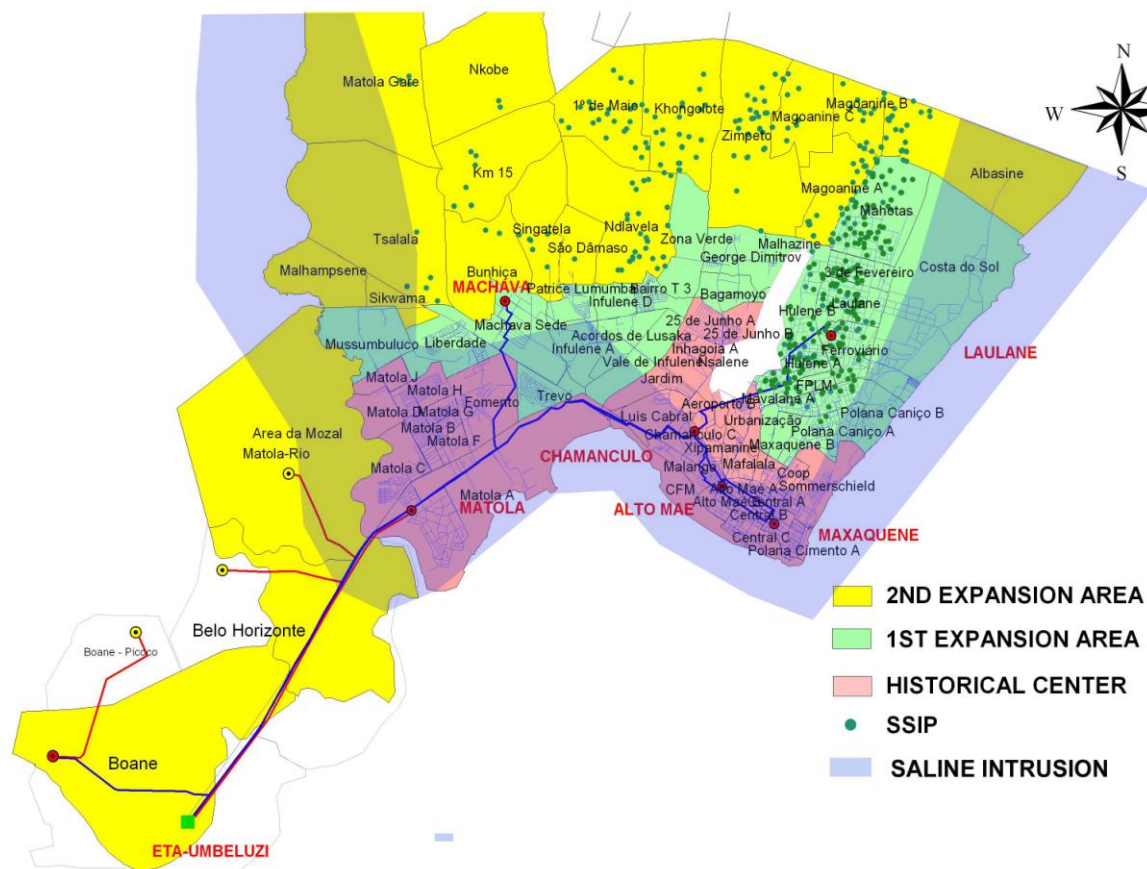 Nkobe
Matola Gare
1º de Maio
Khongolote
Magoanine B
Magoanine C
Zimpeto
N
W
S
Km 15
Albasine
Magoanine A
Mahotas
Singatela
Ndlavela
Tsalala
São Dâmaso
Zona Verde
Malhazine
George Dimitrov
Malhampsene
Bunhiça
3 de Fevereiro
Costa do Sol
MACHAVA
Patrice Lumumba
Bairro T 3
Sikwama
Infulene D
Bagamoyo
Laulane
Hulene B
25 de Junho A
Machava Sede
Acordos de Lusaka
25 de Junho B
Mussumbuluco
Liberdade
Infulene A
Inhagoia A
Ferroviário
LAULANE
Vale de Infulene
Nsalene
Hulene A
Matola J
Jardim
FPLM
Matola H
Trevo
Mavalane A
Fomento
Aeroporto B
Matola D
Matola G
Luis Cabral
Polana Caniço B
Matola B
Urbanização
Polana Caniço A
Area da Mozal
Matola F
Chamanculo C
Maxaquene B
Matola-Rio
CHAMANCULO
Xipamanine
Matola C
Malanga
Mafalala
Coop
Sommerschield
Matola A
CFM
Alto Maé A
MATOLA
ALTO MAE
Alto Maé B
Central A
MAXAQUENE
Central B
Central C
Polana Cimento A
2ND EXPANSION AREA
Belo Horizonte
1ST EXPANSION AREA
Boane - Picoco
HISTORICAL CENTER
SSIP
Boane
SALINE INTRUSION
ETA-UMBELUZI